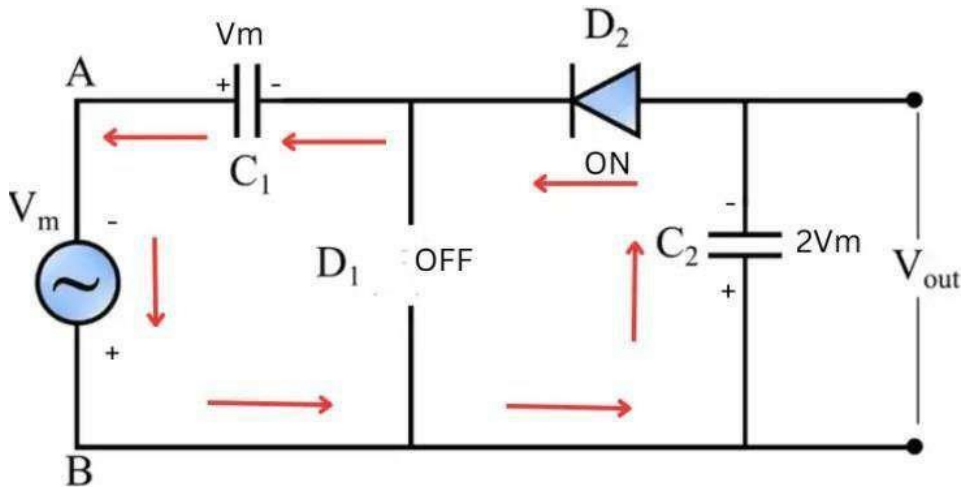 Vm
D2
A
+ -
C1
ON
Vm
-
+
D1
OFF
-
C2
2Vm
+
Vout
B